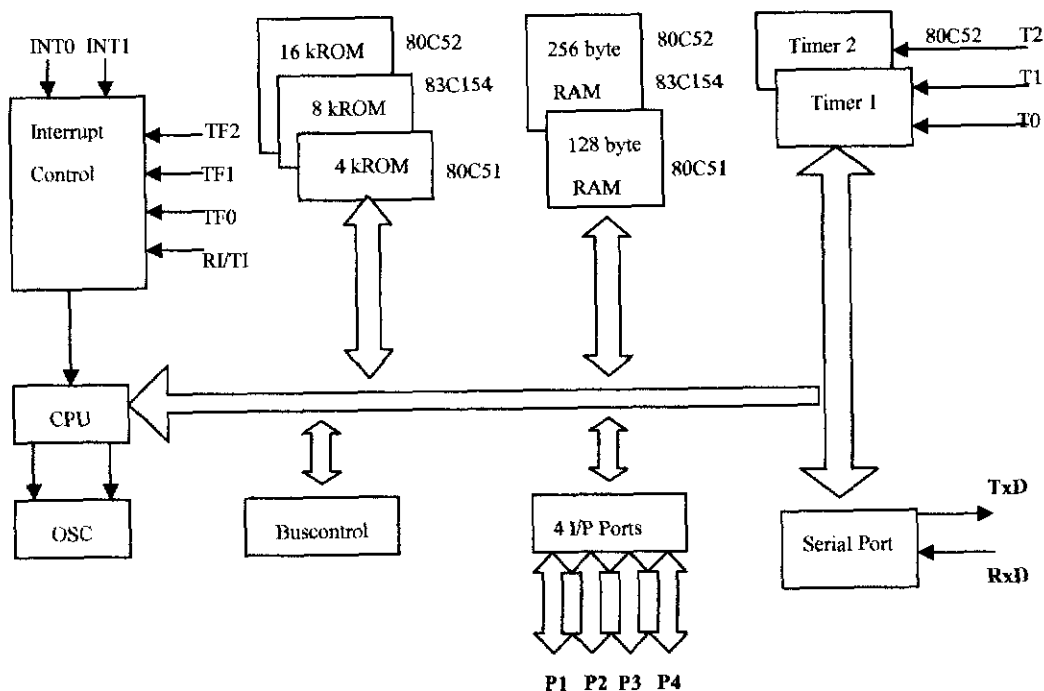 INT0 INT1
Interrupt
Control
TF2
TF1
TF0
RI/TI
16 kROM
80C52
8 kROM
83C154
4 kROM
80C51
256 byte
RAM
80C52
83C154
128 byte
RAM
80C51
Timer 2
80C52
T2
Timer 1
T1
T0
CPU
OSC
Buscontrol
4 I/P Ports
P1 P2 P3 P4
Serial Port
TxD
RxD